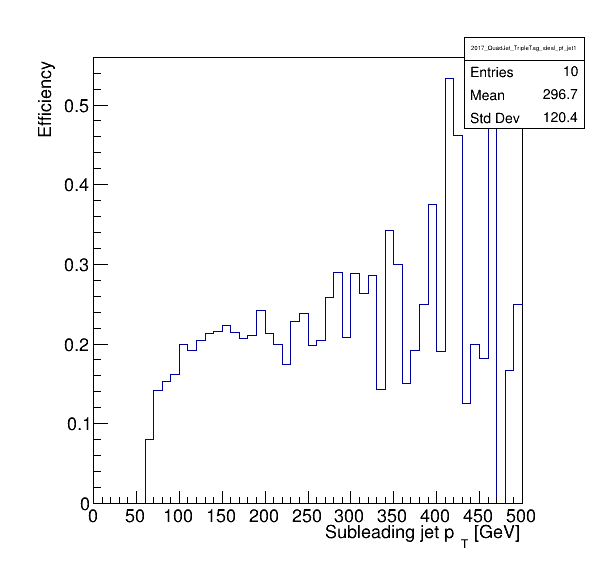 2017_QuadJet_TripleTag_ideal_pt_jet1
Entries 10
Mean 296.7
Std Dev 120.4
Efficiency
0.5
0.4
0.3
0.2
0.1
0
0 50 100 150 200 250 300 350 400 450 500
Subleading jet p T [GeV]